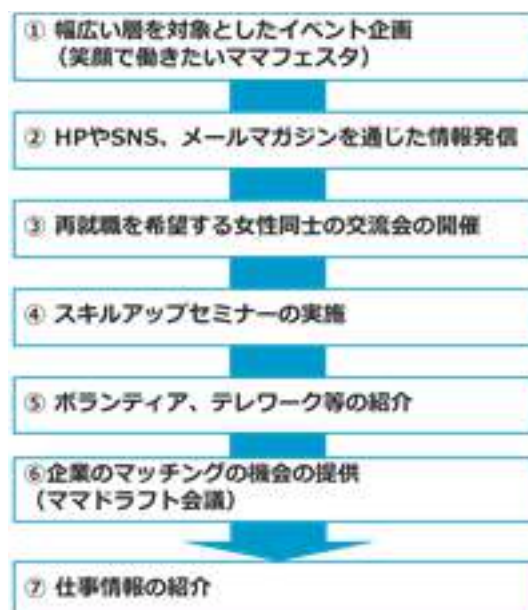 ① 幅広い層を対象としたイベント企画
（笑顔で働きたいママフェスタ）
② HPやSNS、メールマガジンを通じた情報発信
③ 再就職を希望する女性同士の交流会の開催
④ スキルアップセミナーの実施
⑤ ボランティア、テレワーク等の紹介
⑥企業のマッチングの機会の提供
（ママドラフト会議）
⑦ 仕事情報の紹介